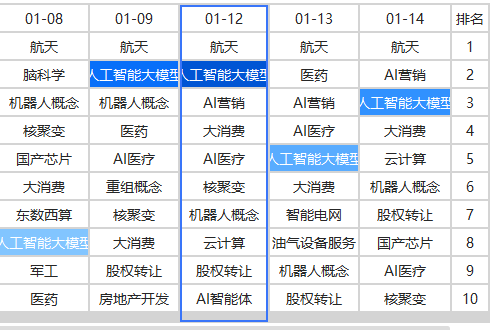 01-08 01-09 01-12 01-13 01-14 排名
航天 航天 航天 航天 航天 1
脑科学 人工智能大模型 人工智能大模型 医药 AI营销 2
机器人概念 机器人概念 AI营销 AI营销 人工智能大模型 3
核聚变 医药 大消费 AI医疗 大消费 4
国产芯片 AI医疗 AI医疗 人工智能大模型 云计算 5
大消费 重组概念 核聚变 大消费 机器人概念 6
东数西算 核聚变 机器人概念 智能电网 股权转让 7
人工智能大模型 大消费 云计算 油气设备服务 国产芯片 8
军工 股权转让 股权转让 机器人概念 AI医疗 9
医药 房地产开发 AI智能体 股权转让 核聚变 10